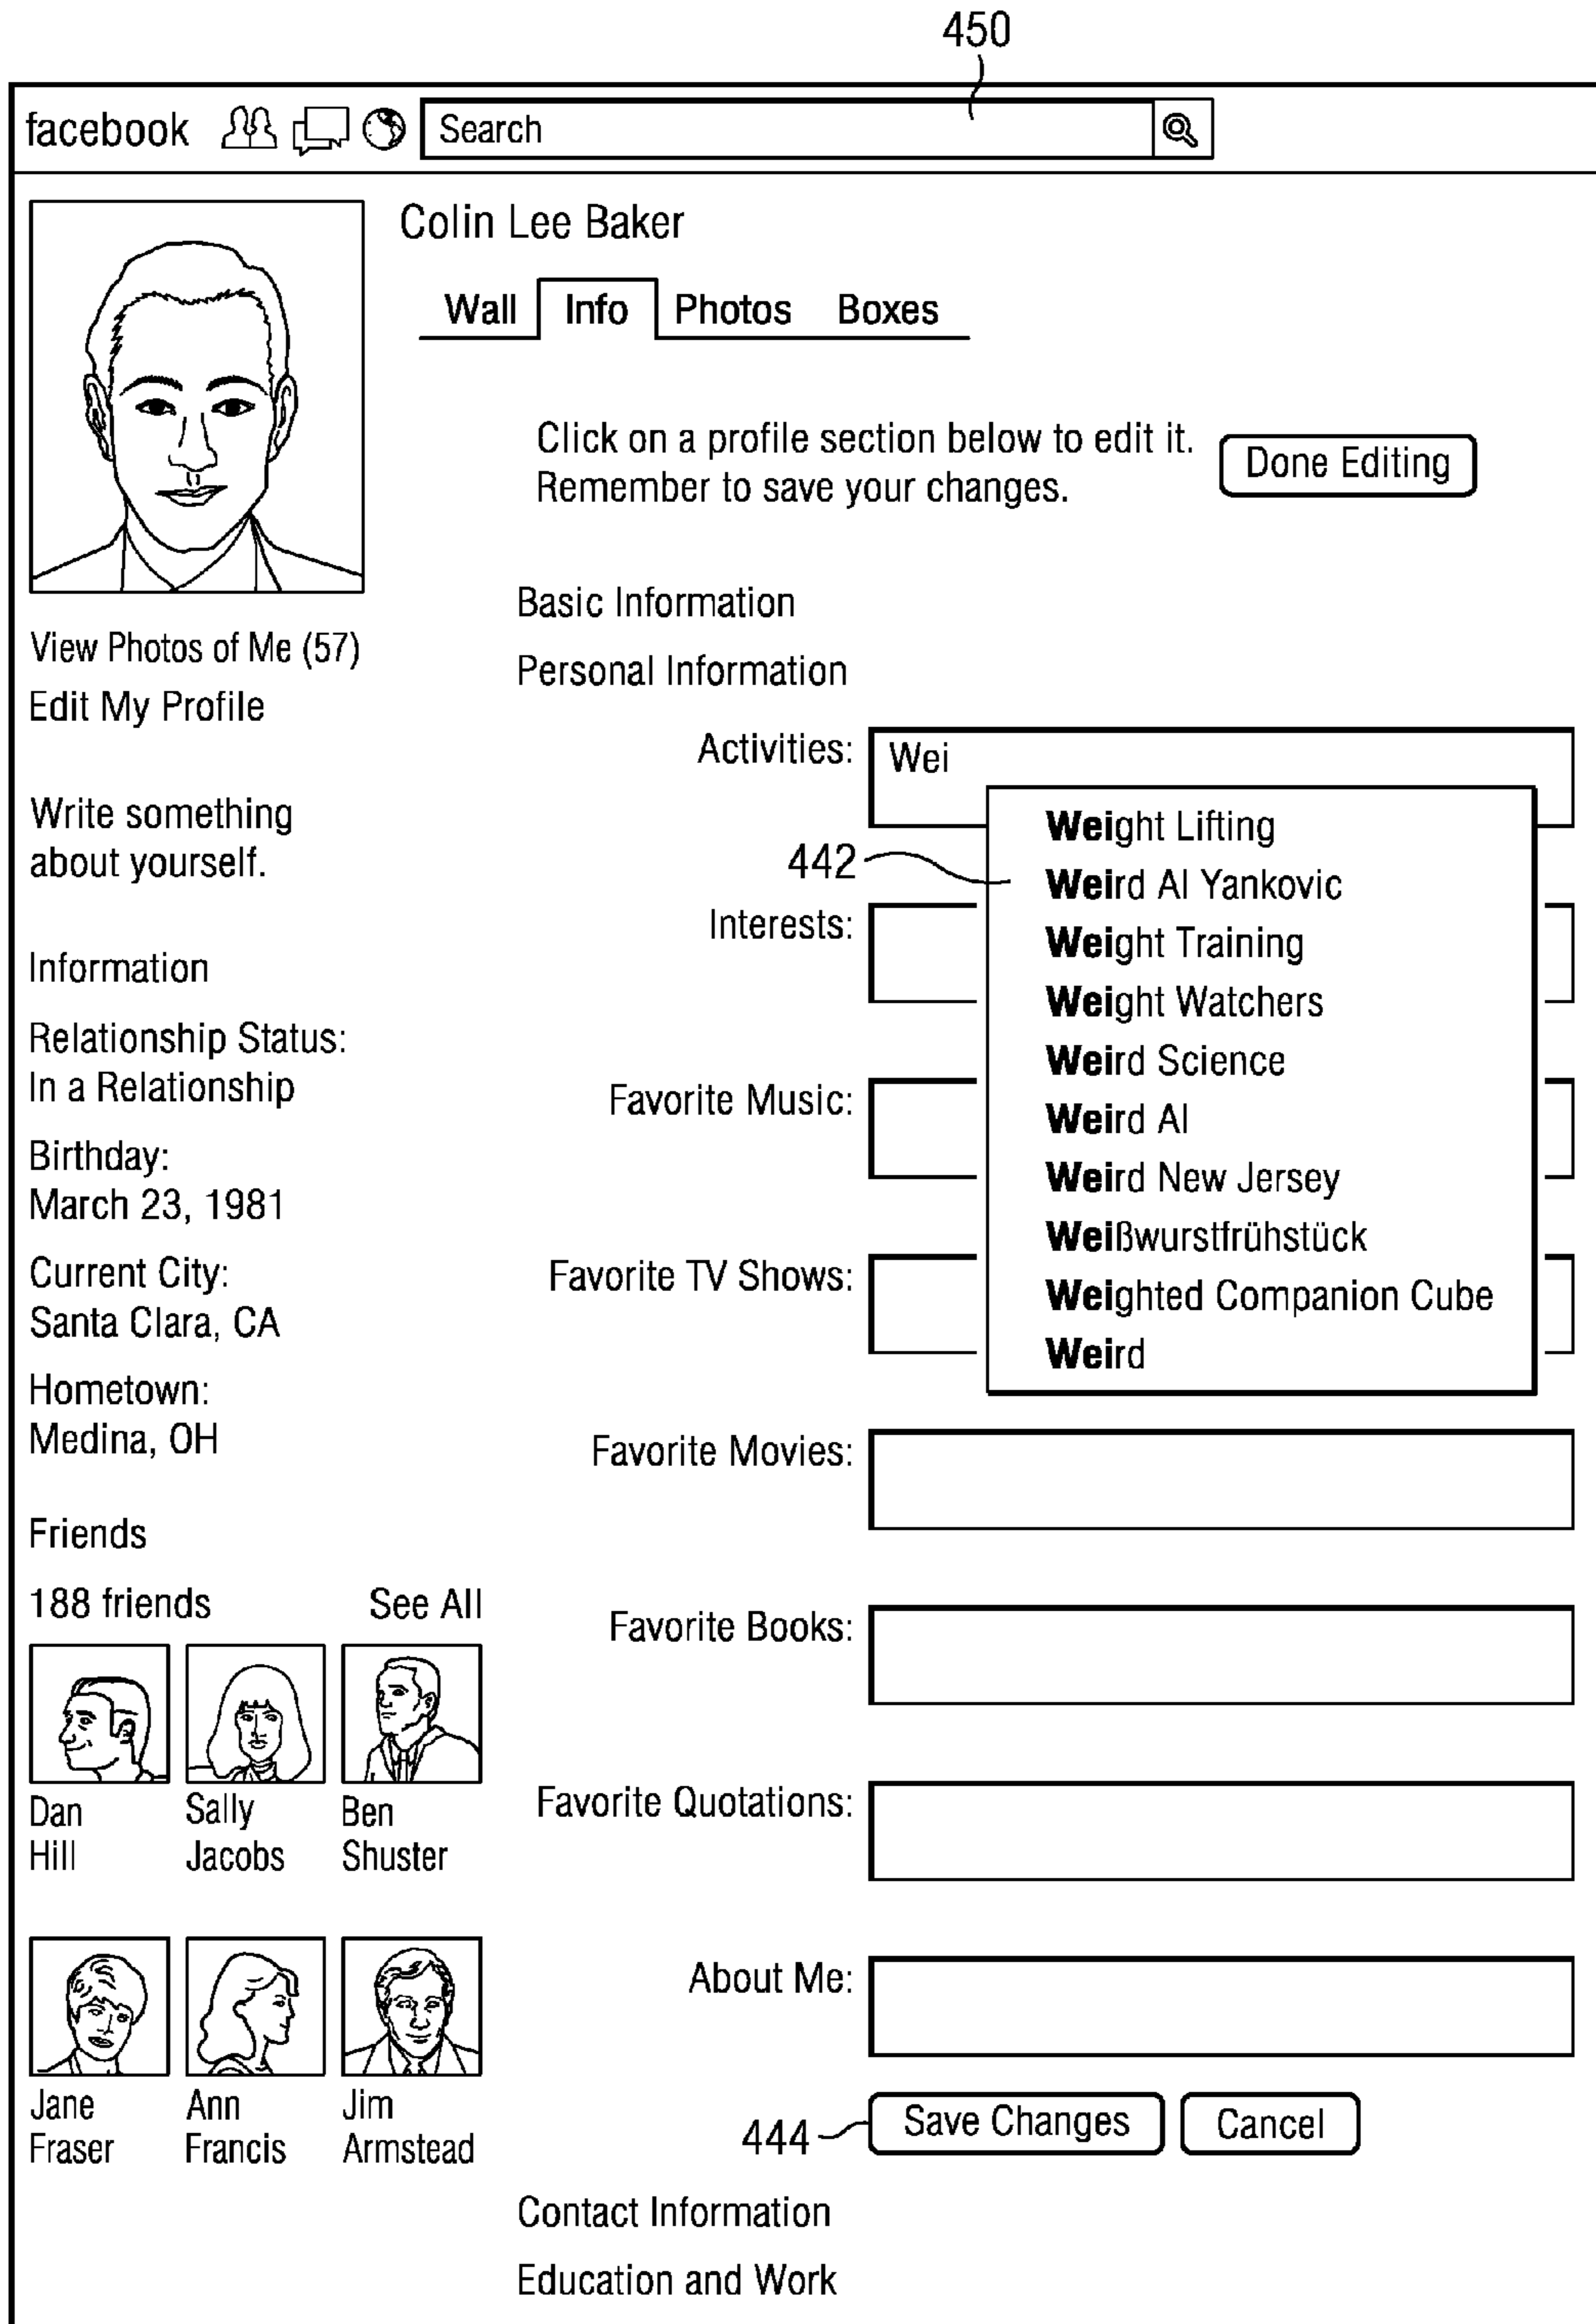 450
facebook
Search
Colin Lee Baker
Wall Info Photos Boxes
Click on a profile section below to edit it.
Remember to save your changes.
Done Editing
View Photos of Me (57)
Edit My Profile
Write something
about yourself.
Information
Relationship Status:
In a Relationship
Birthday:
March 23, 1981
Current City:
Santa Clara, CA
Hometown:
Medina, OH
Friends
188 friends See All
Dan
Hill
Sally
Jacobs
Ben
Shuster
Jane
Fraser
Ann
Francis
Jim
Armstead
Basic Information
Personal Information
Activities: Wei
442
Weight Lifting
Weird Al Yankovic
Weight Training
Weight Watchers
Weird Science
Weird Al
Weird New Jersey
Weißwurstfrühstück
Weighted Companion Cube
Weird
Interests:
Favorite Music:
Favorite TV Shows:
Favorite Movies:
Favorite Books:
Favorite Quotations:
About Me:
444
Save Changes
Cancel
Contact Information
Education and Work